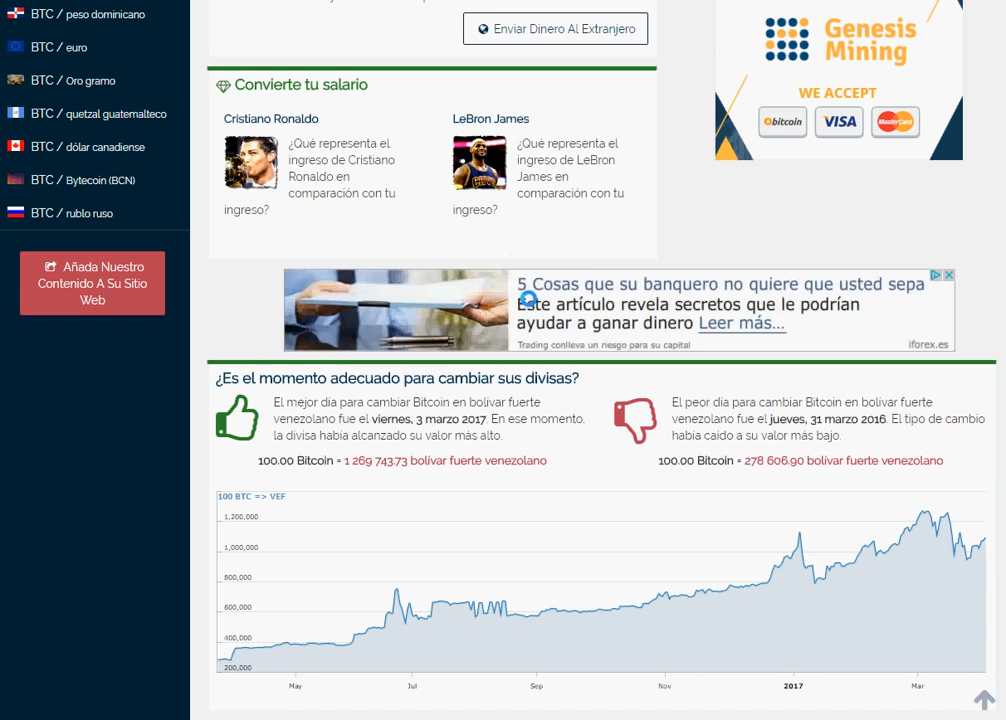 BTC / peso dominicano
BTC / euro
BTC / Oro gramo
BTC / quetzal guatemalteco
BTC / dólar canadiense
BTC / Bytecoin (BCN)
BTC / rublo ruso
Añada Nuestro
Contenido A Su Sitio
Web
Enviar Dinero Al Extranjero
Convierte tu salario
Cristiano Ronaldo
¿Qué representa el
ingreso de Cristiano
Ronaldo en
comparación con tu
ingreso?
LeBron James
¿Qué representa el
ingreso de LeBron
James en
comparación con tu
ingreso?
Genesis
Mining
WE ACCEPT
bitcoin
VISA
MasterCard
5 Cosas que su banquero no quiere que usted sepa
Este artículo revela secretos que le podrían
ayudar a ganar dinero Leer más...
Trading conlleva un riesgo para su capital
iforex.es
¿Es el momento adecuado para cambiar sus divisas?
El mejor día para cambiar Bitcoin en bolívar fuerte
venezolano fue el viernes, 3 marzo 2017. En ese momento,
la divisa había alcanzado su valor más alto.
100.00 Bitcoin = 1 269 743.73 bolívar fuerte venezolano
El peor día para cambiar Bitcoin en bolívar fuerte
venezolano fue el jueves, 31 marzo 2016. El tipo de cambio
había caído a su valor más bajo.
100.00 Bitcoin = 278 606.90 bolívar fuerte venezolano
100 BTC => VEF
1,200,000
1,000,000
800,000
600,000
400,000
200,000
May
Jul
Sep
Nov
2017
Mar